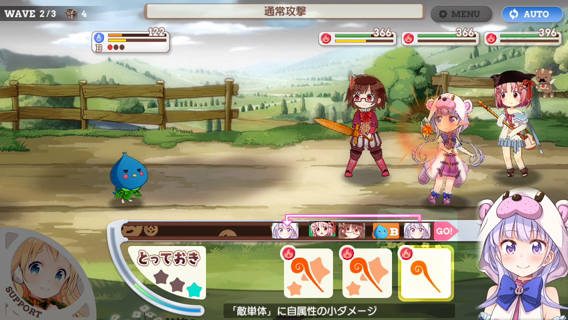 WAVE 2/3 4
通常攻撃
MENU
AUTO
122
B
366
366
396
B
GO!
とっておき
SUPPORT
「敵単体」に自属性の小ダメージ